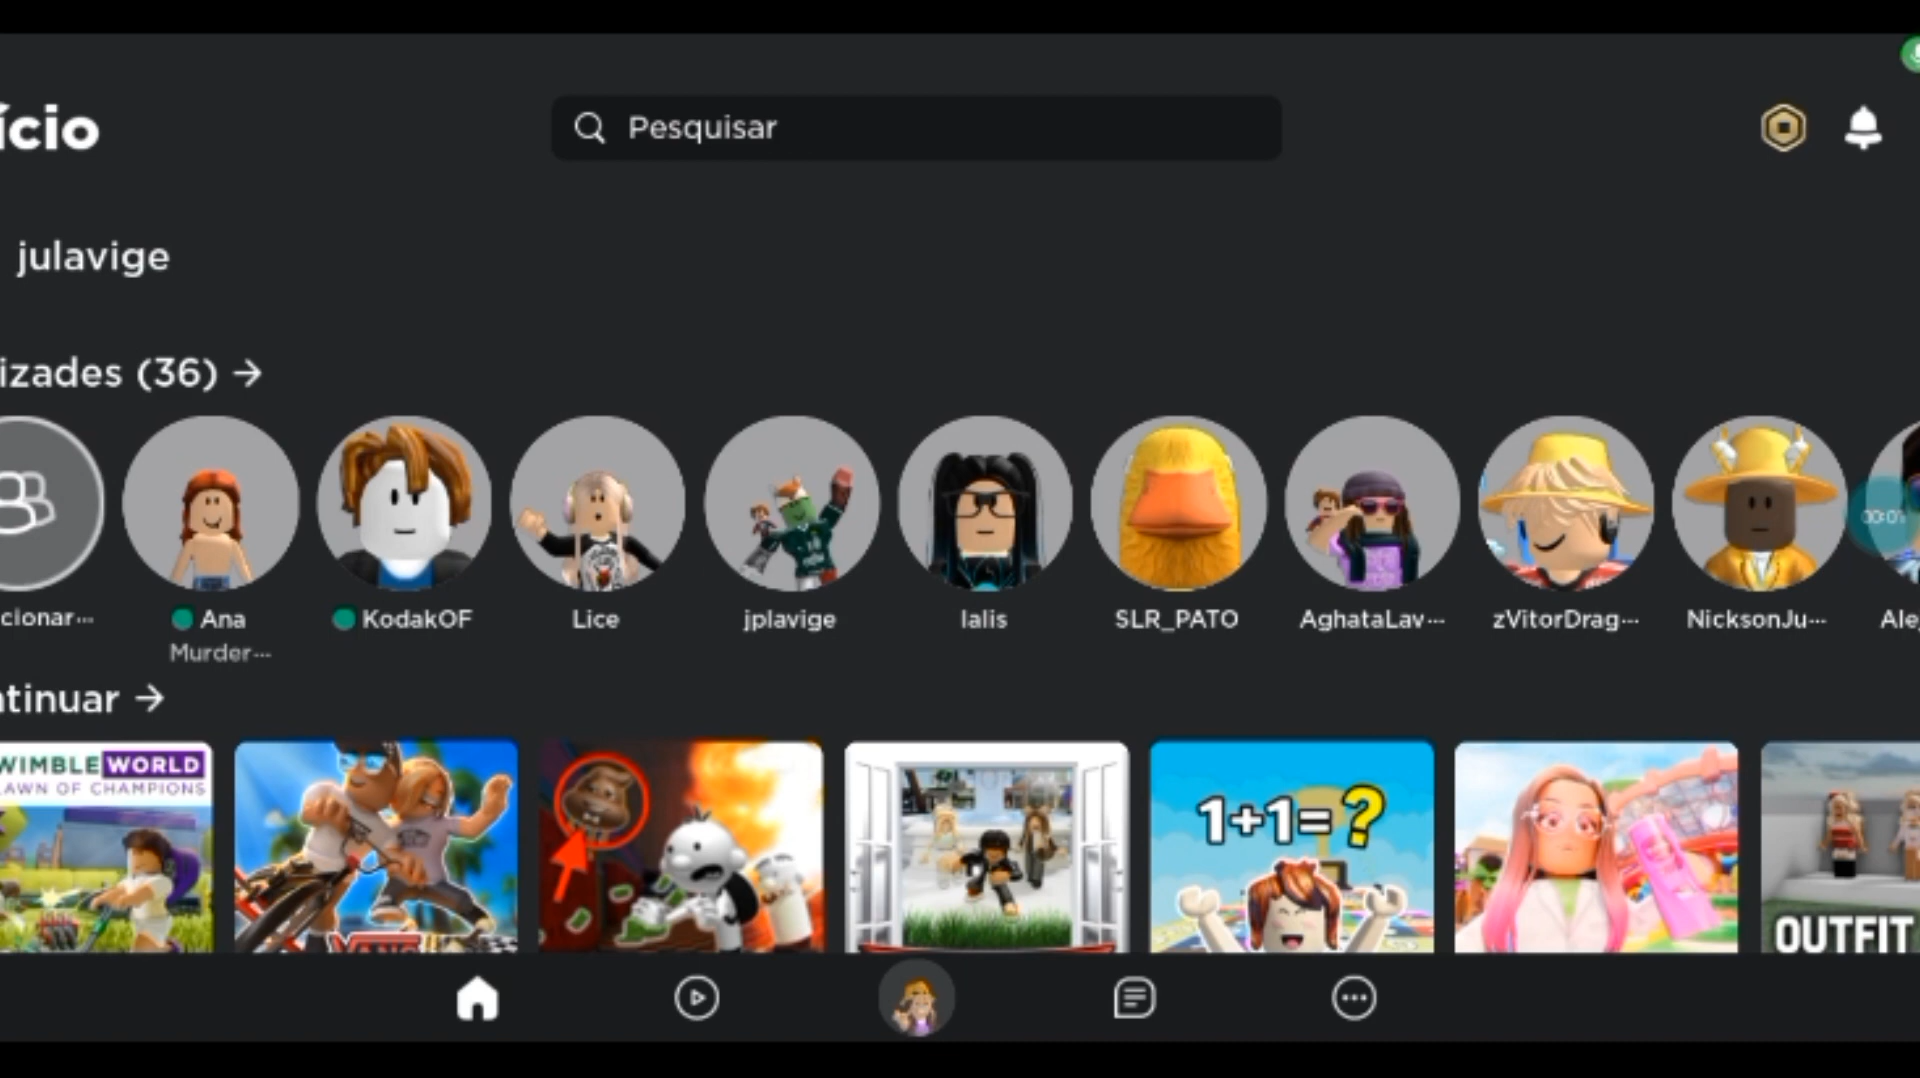 ício
Pesquisar
julavige
izades (36) →
cionar...
Ana
Murder...
KodakOF
Lice
jplavige
lalis
SLR_PATO
AghataLav...
zVitorDrag...
NicksonJu...
Ale
ntinuar →
WIMBLE WORLD
LAWN OF CHAMPIONS
1+1=?
OUTFIT